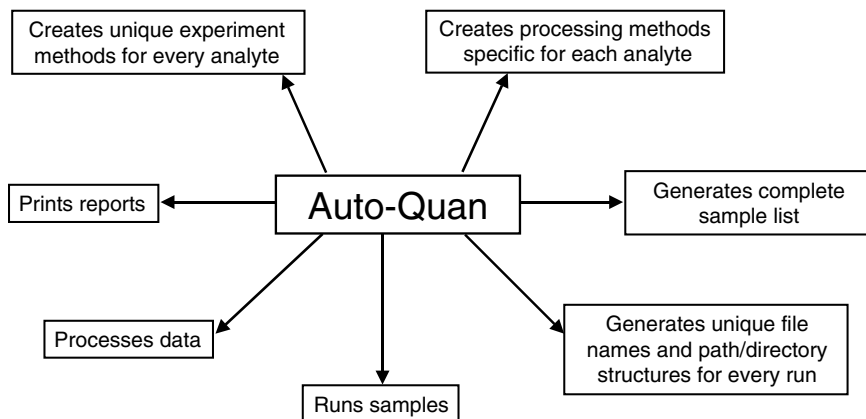 Creates unique experiment
methods for every analyte
Creates processing methods
specific for each analyte
Prints reports
Auto-Quan
Generates complete
sample list
Processes data
Generates unique file
names and path/directory
structures for every run
Runs samples